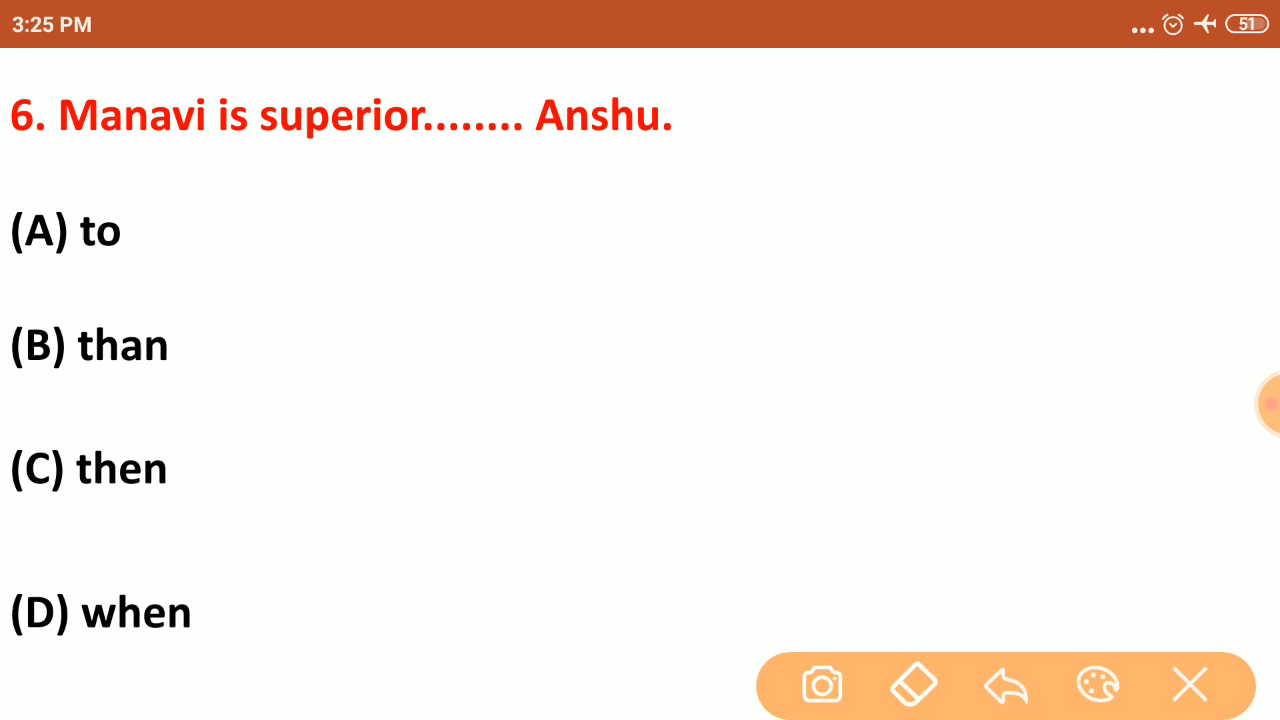 3:25 PM
51
6. Manavi is superior........ Anshu.
(A) to
(B) than
(C) then
(D) when